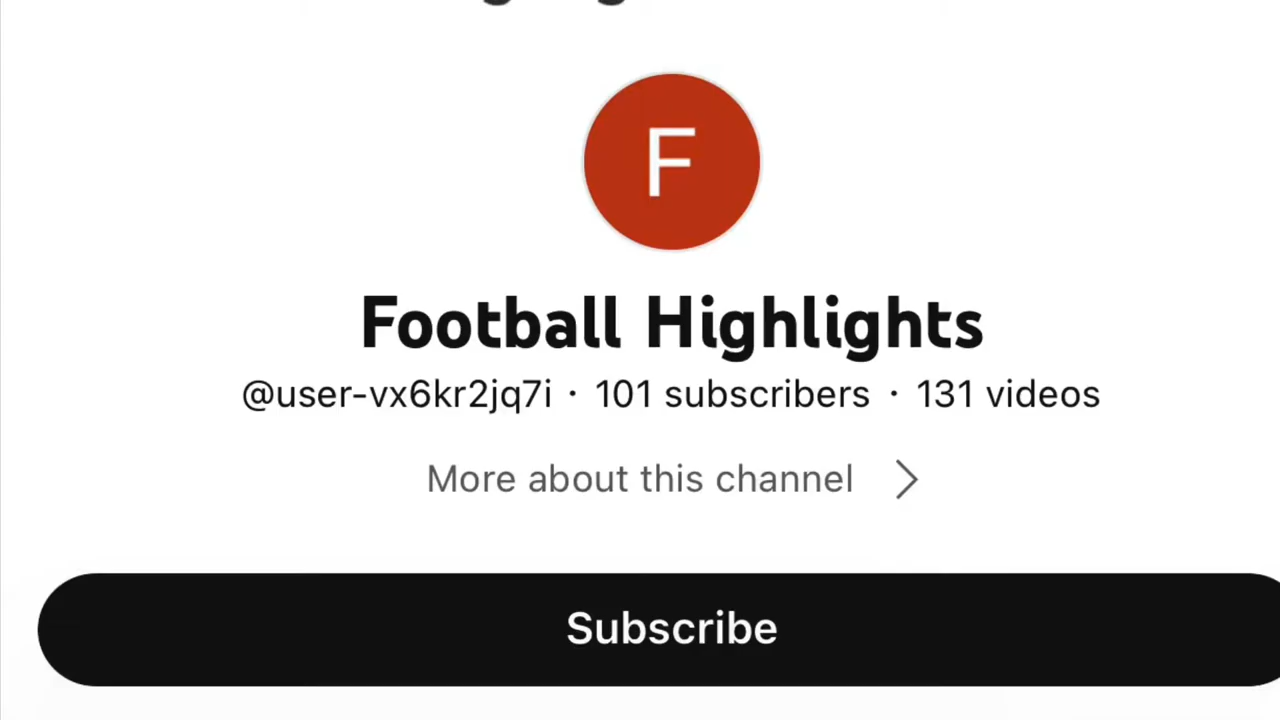 F
Football Highlights
@user-vx6kr2jq7i · 101 subscribers · 131 videos
More about this channel
Subscribe